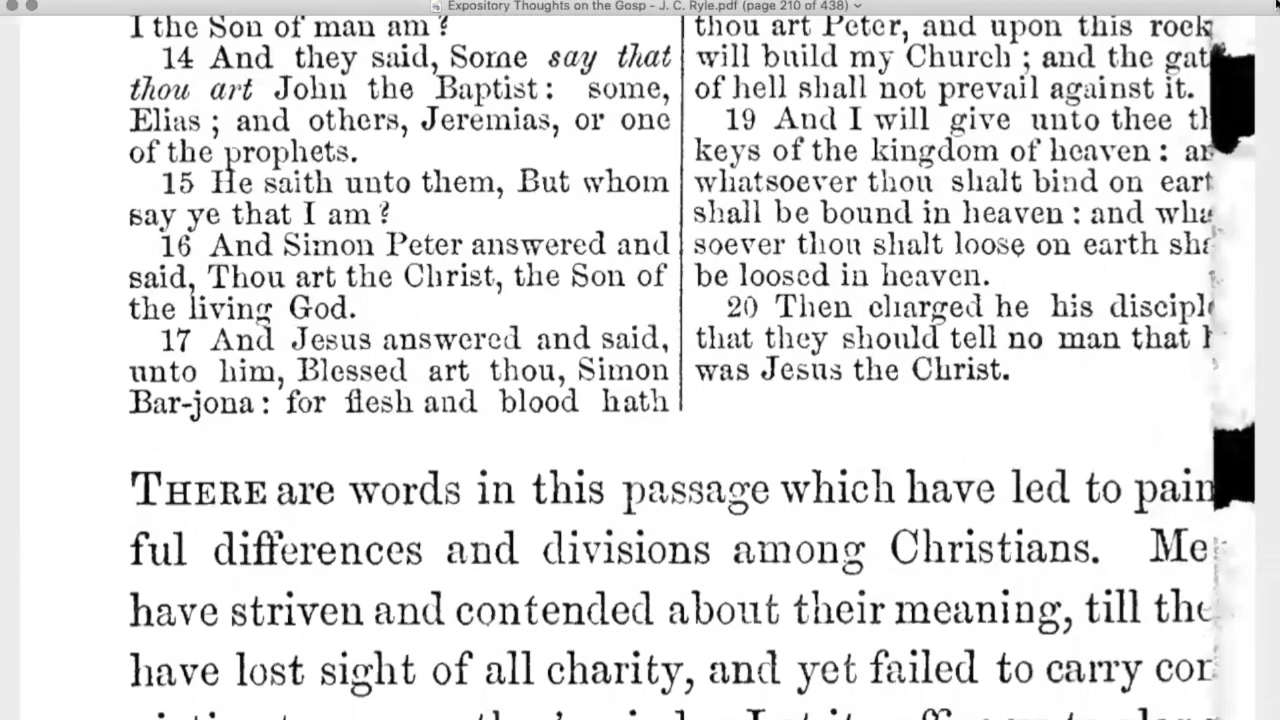 Expository Thoughts on the Gosp – J. C. Ryle.pdf (page 210 of 438)
I the Son of man am?
14 And they said, Some say that
thou art John the Baptist: some,
Elias; and others, Jeremias, or one
of the prophets.
15 He saith unto them, But whom
say ye that I am?
16 And Simon Peter answered and
said, Thou art the Christ, the Son of
the living God.
17 And Jesus answered and said,
unto him, Blessed art thou, Simon
Bar-jona: for flesh and blood hath
thou art Peter, and upon this rock
will build my Church; and the gat
of hell shall not prevail against it.
19 And I will give unto thee th
keys of the kingdom of heaven: an
whatsoever thou shalt bind on eart
shall be bound in heaven: and wha
soever thou shalt loose on earth sha
be loosed in heaven.
20 Then charged he his disciple
that they should tell no man that h
was Jesus the Christ.
THERE are words in this passage which have led to pain
ful differences and divisions among Christians. Me
have striven and contended about their meaning, till the
have lost sight of all charity, and yet failed to carry con